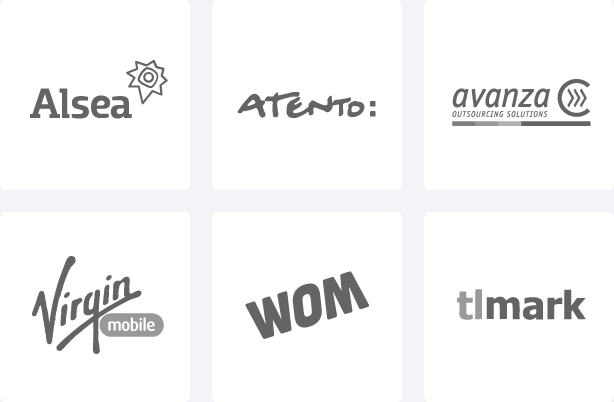 Alsea
ATENTO:
avanza
OUTSOURCING SOLUTIONS
Virgin
mobile
WOM
tlmark